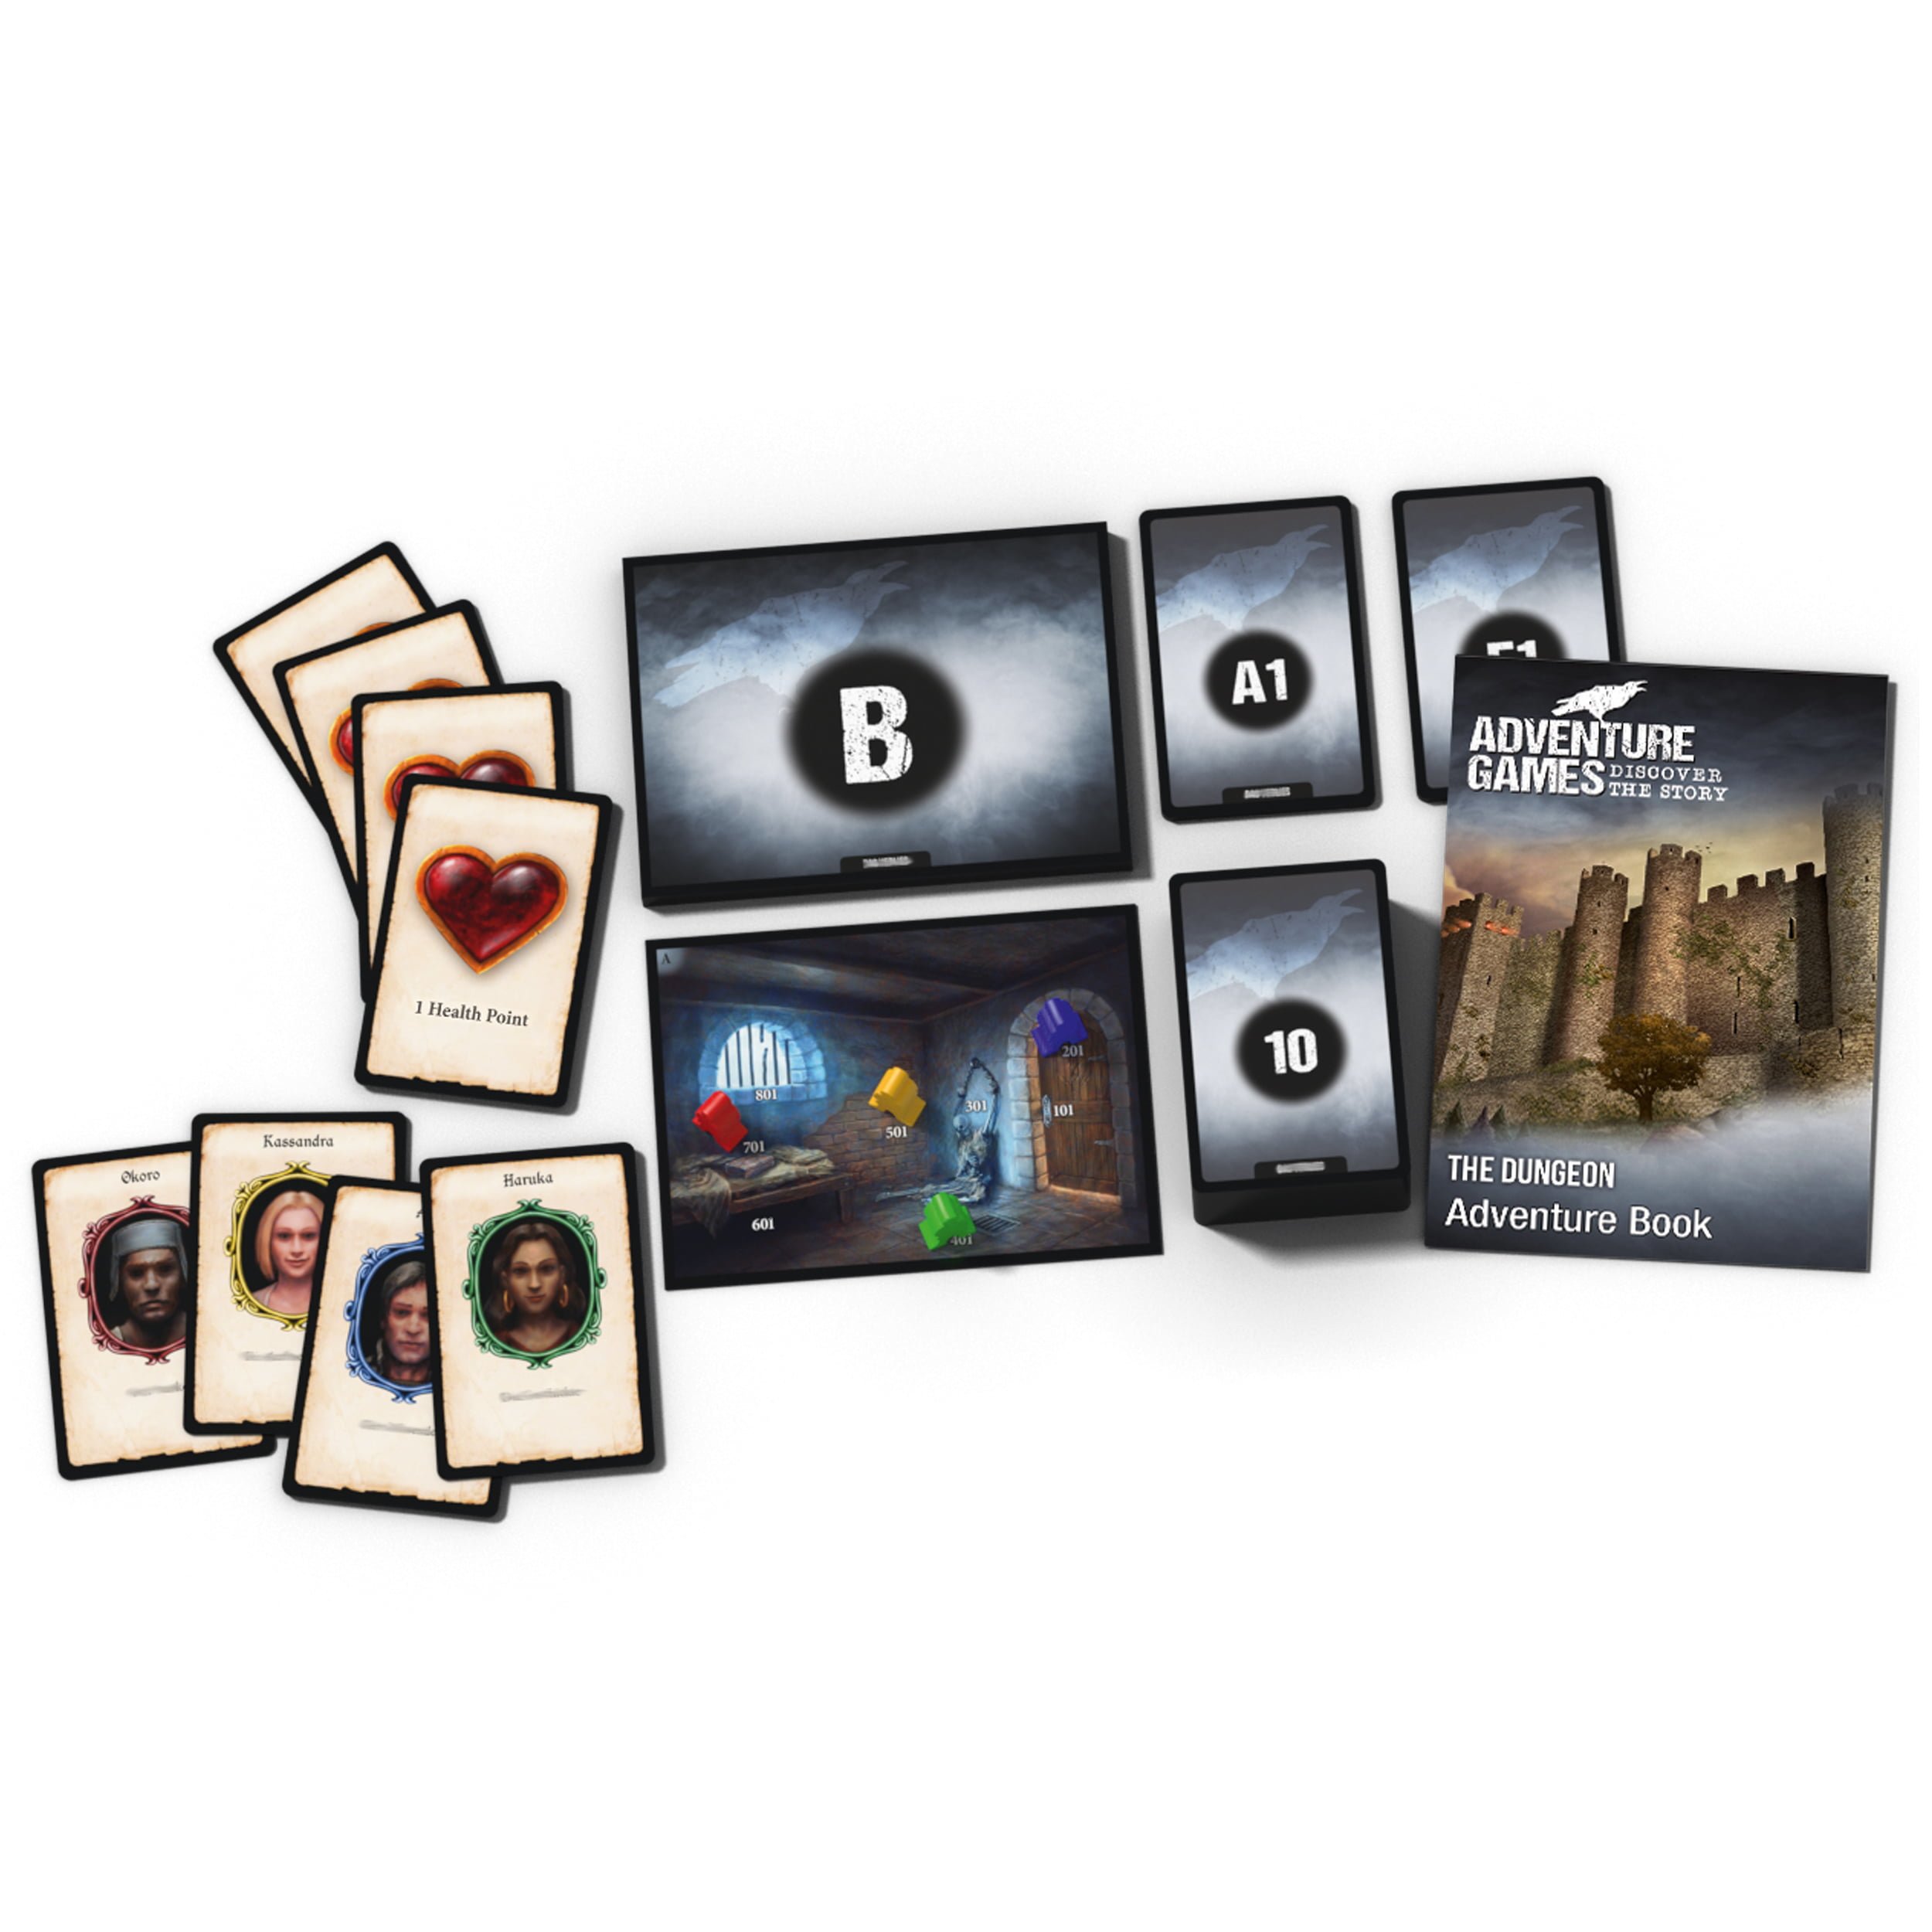 B
A1
ADVENTURE
GAMES DISCOVER
THE STORY
THE DUNGEON
Adventure Book
10
1 Health Point
A
801
701
601
501
301
201
101
401
Okoro
Kassandra
Haruka